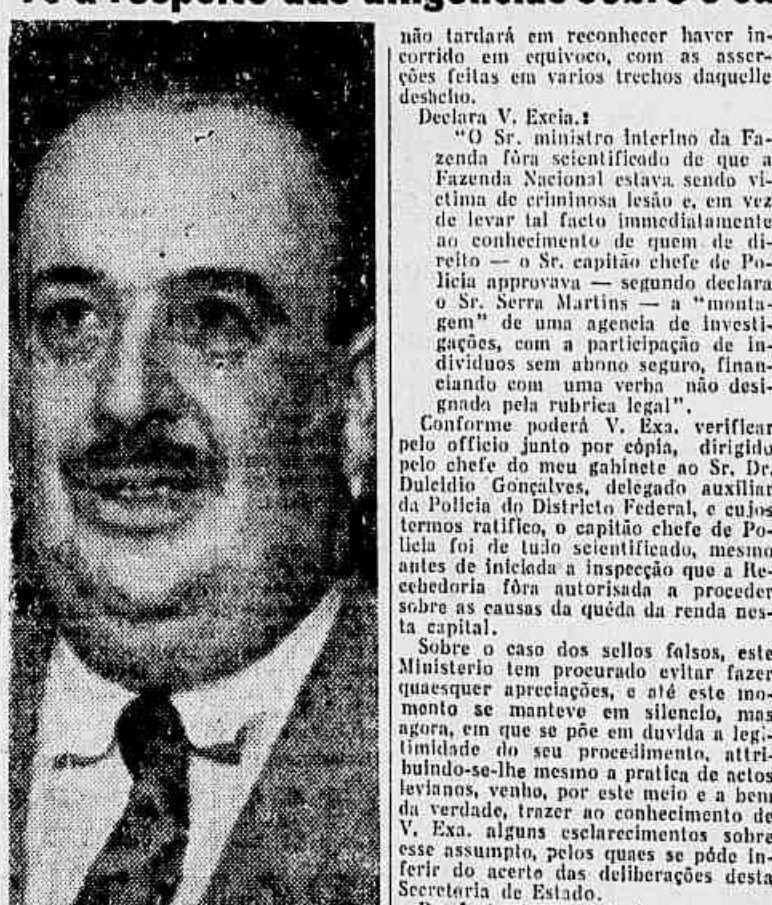 a respeito das diligencias sobre o ca
não tardará em reconhecer haver in-
corrido em equivoco, com as asser-
ções feitas em varios trechos daquelle
deshcho.
Declara V. Excia.:
"O Sr. ministro interino da Fa-
zenda fôra scientificado de que a
Fazenda Nacional estava sendo vi-
ctima de criminosa lesão e, em vez
de levar tal facto immediatamente
ao conhecimento de quem de di-
reito — o Sr. capitão chefe de Po-
licia approvava — segundo declara
o Sr. Serra Martins — a "monta-
gem" de uma agencia de investi-
gações, com a participação de in-
dividuos sem abono seguro, finan-
ciando com uma verba não desi-
gnada pela rubrica legal".
Conforme poderá V. Exa. verificar
pelo officio junto por cópia, dirigido
pelo chefe do meu gabinete ao Sr. Dr.
Dulcidio Gonçalves, delegado auxiliar
da Policia do Districto Federal, e cujos
termos ratifico, o capitão chefe de Po-
licia foi de tudo scientificado, mesmo
antes de iniciada a inspecção que a Re-
cebedoria fôra autorisada a proceder
sobre as causas da quéda da renda nes-
ta capital.
Sobre o caso dos sellos falsos, este
Ministerio tem procurado evitar fazer
quaesquer apreciações, e até este mo-
mento se manteve em silencio, mas
agora, em que se põe em duvida a legi-
timidade do seu procedimento, attri-
buindo-se-lhe mesmo a pratica de actos
levianos, venho, por este meio e a bem
da verdade, trazer ao conhecimento de
V. Exa. alguns esclarecimentos sobre
esse assumpto, pelos quaes se póde in-
ferir do acerto das deliberações desta
Secretoria de Estado.